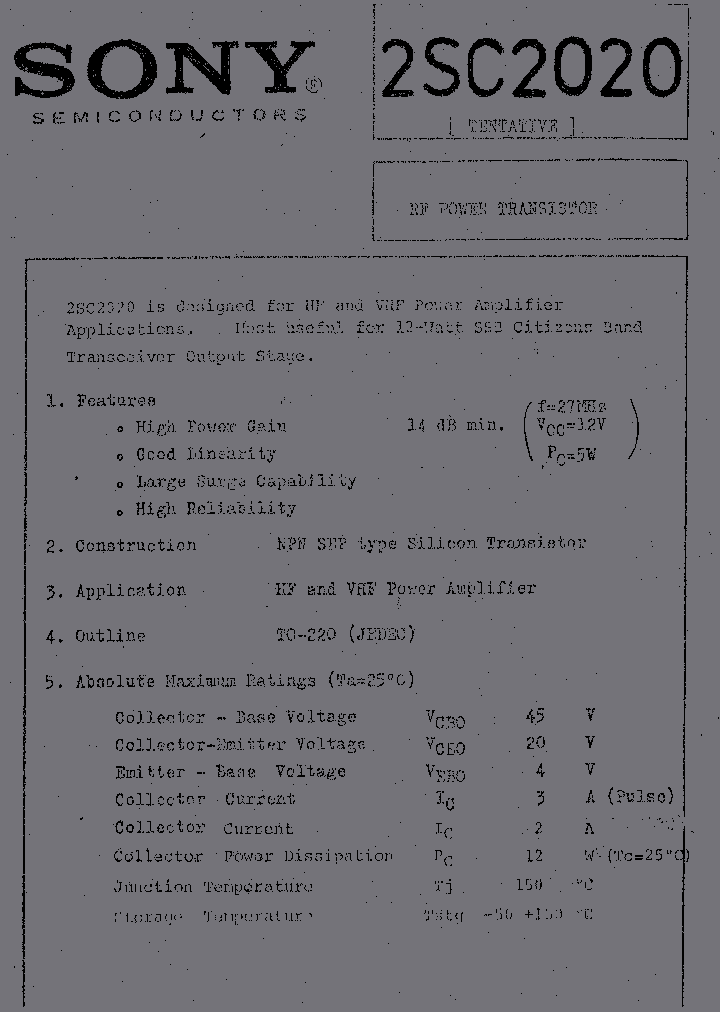 SONY®
SEMICONDUCTORS
2SC2020
[ TENTATIVE ]
RF POWER TRANSISTOR
2SC2020 is designed for HF and VHF Power Amplifier
Applications. Most useful for 12-Watt SSB Citizens Band
Transceiver Output Stage.
1. Features
o High Power Gain 14 dB min. (f=27MHz
VCC=12V
PO=5W)
o Good Linearity
o Large Surge Capability
o High Reliability
2. Construction NPN type Silicon Transistor
3. Application HF and VHF Power Amplifier
4. Outline TO-220 (JEDEC)
5. Absolute Maximum Ratings (Ta=25°C)
Collector - Base Voltage VCBO 45 V
Collector-Emitter Voltage VCEO 20 V
Emitter - Base Voltage VEBO 4 V
Collector Current IC 3 A (Pulse)
Collector Current IC 2 A
Collector Power Dissipation PC 12 W (Tc=25°C)
Junction Temperature Tj 150 °C
Storage Temperature Tstg -50 +150 °C